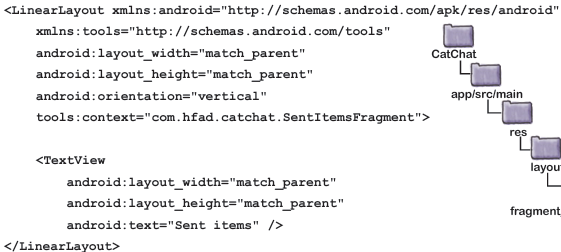 <LinearLayout xmlns:android="http://schemas.android.com/apk/res/android"
    xmlns:tools="http://schemas.android.com/tools"
    android:layout_width="match_parent"
    android:layout_height="match_parent"
    android:orientation="vertical"
    tools:context="com.hfad.catchat.SentItemsFragment">
    <TextView
        android:layout_width="match_parent"
        android:layout_height="match_parent"
        android:text="Sent items" />
</LinearLayout>
CatChat
app/src/main
res
layou
fragment